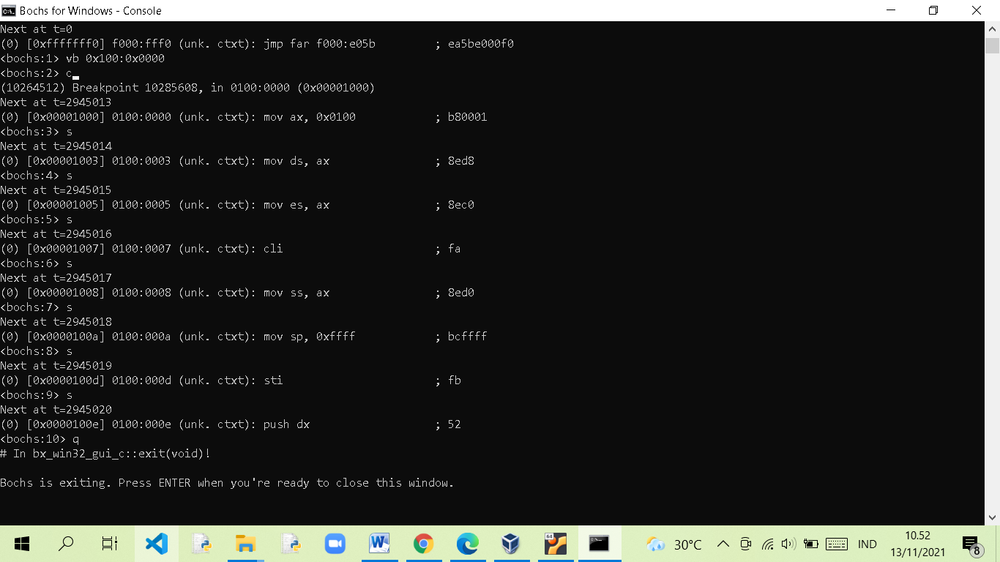 Bochs for Windows - Console
Next at t=0
(0) [0xfffffff0] f000:fff0 (unk. ctxt): jmp far f000:e05b         ; ea5be000f0
<bochs:1> vb 0x100:0x0000
<bochs:2> c
(10264512) Breakpoint 10285608, in 0100:0000 (0x00001000)
Next at t=2945013
(0) [0x00001000] 0100:0000 (unk. ctxt): mov ax, 0x0100            ; b80001
<bochs:3> s
Next at t=2945014
(0) [0x00001003] 0100:0003 (unk. ctxt): mov ds, ax                ; 8ed8
<bochs:4> s
Next at t=2945015
(0) [0x00001005] 0100:0005 (unk. ctxt): mov es, ax                ; 8ec0
<bochs:5> s
Next at t=2945016
(0) [0x00001007] 0100:0007 (unk. ctxt): cli                       ; fa
<bochs:6> s
Next at t=2945017
(0) [0x00001008] 0100:0008 (unk. ctxt): mov ss, ax                ; 8ed0
<bochs:7> s
Next at t=2945018
(0) [0x0000100a] 0100:000a (unk. ctxt): mov sp, 0xffff            ; bcffff
<bochs:8> s
Next at t=2945019
(0) [0x0000100d] 0100:000d (unk. ctxt): sti                       ; fb
<bochs:9> s
Next at t=2945020
(0) [0x0000100e] 0100:000e (unk. ctxt): push dx                   ; 52
<bochs:10> q
# In bx_win32_gui_c::exit(void)!
Bochs is exiting. Press ENTER when you're ready to close this window.
64
30°C
IND
10.52
13/11/2021
8